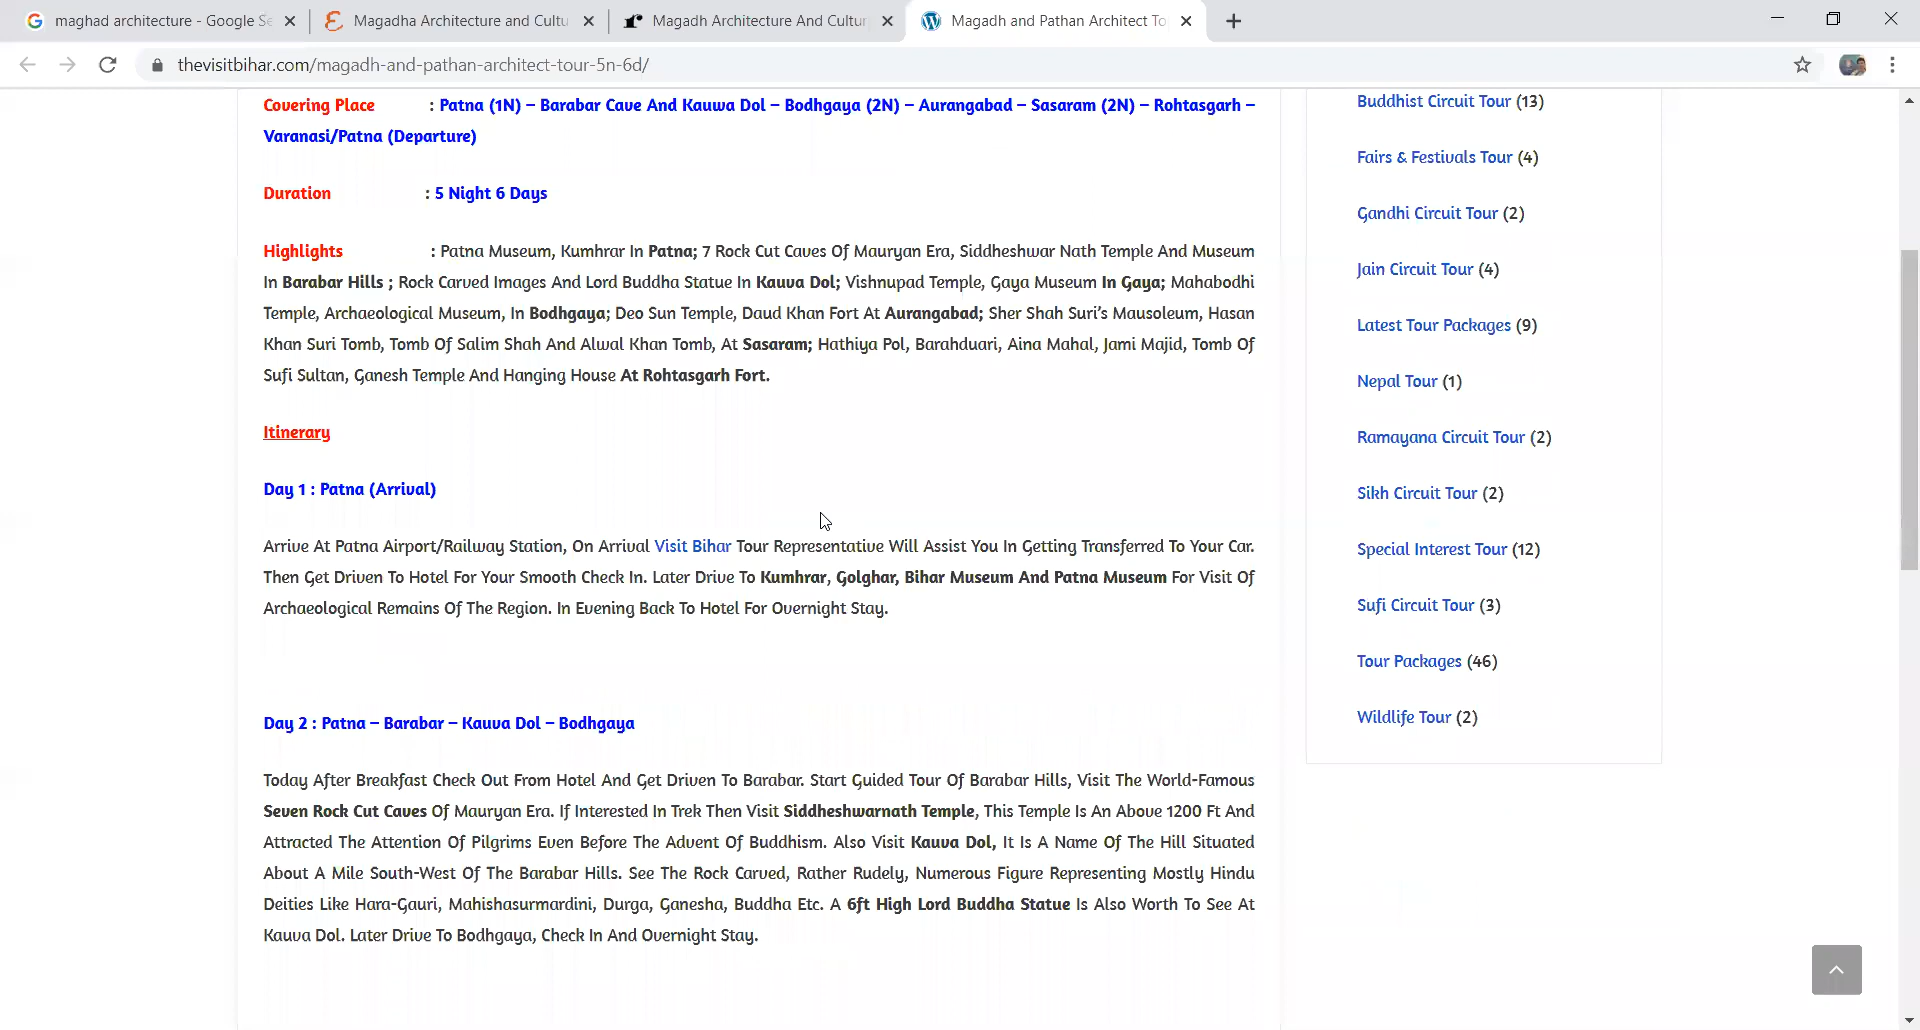 maghad architecture - Google Se
Magadha Architecture and Cultu
Magadh Architecture And Cultur
Magadh and Pathan Architect To
thevisitbihar.com/magadh-and-pathan-architect-tour-5n-6d/
Covering Place : Patna (1N) – Barabar Cave And Kauwa Dol – Bodhgaya (2N) – Aurangabad – Sasaram (2N) – Rohtasgarh –
Varanasi/Patna (Departure)
Duration : 5 Night 6 Days
Highlights : Patna Museum, Kumhrar In Patna; 7 Rock Cut Caves Of Mauryan Era, Siddheshwar Nath Temple And Museum
In Barabar Hills ; Rock Carved Images And Lord Buddha Statue In Kauva Dol; Vishnupad Temple, Gaya Museum In Gaya; Mahabodhi
Temple, Archaeological Museum, In Bodhgaya; Deo Sun Temple, Daud Khan Fort At Aurangabad; Sher Shah Suri's Mausoleum, Hasan
Khan Suri Tomb, Tomb Of Salim Shah And Alwal Khan Tomb, At Sasaram; Hathiya Pol, Barahduari, Aina Mahal, Jami Majid, Tomb Of
Sufi Sultan, Ganesh Temple And Hanging House At Rohtasgarh Fort.
Itinerary
Day 1 : Patna (Arrival)
Arrive At Patna Airport/Railway Station, On Arrival Visit Bihar Tour Representative Will Assist You In Getting Transferred To Your Car.
Then Get Driven To Hotel For Your Smooth Check In. Later Drive To Kumhrar, Golghar, Bihar Museum And Patna Museum For Visit Of
Archaeological Remains Of The Region. In Evening Back To Hotel For Overnight Stay.
Day 2 : Patna – Barabar – Kauva Dol – Bodhgaya
Today After Breakfast Check Out From Hotel And Get Driven To Barabar. Start Guided Tour Of Barabar Hills, Visit The World-Famous
Seven Rock Cut Caves Of Mauryan Era. If Interested In Trek Then Visit Siddheshwarnath Temple, This Temple Is An Above 1200 Ft And
Attracted The Attention Of Pilgrims Even Before The Advent Of Buddhism. Also Visit Kauva Dol, It Is A Name Of The Hill Situated
About A Mile South-West Of The Barabar Hills. See The Rock Carved, Rather Rudely, Numerous Figure Representing Mostly Hindu
Deities Like Hara-Gauri, Mahishasurmardini, Durga, Ganesha, Buddha Etc. A 6ft High Lord Buddha Statue Is Also Worth To See At
Kauva Dol. Later Drive To Bodhgaya, Check In And Overnight Stay.
Buddhist Circuit Tour (13)
Fairs & Festivals Tour (4)
Gandhi Circuit Tour (2)
Jain Circuit Tour (4)
Latest Tour Packages (9)
Nepal Tour (1)
Ramayana Circuit Tour (2)
Sikh Circuit Tour (2)
Special Interest Tour (12)
Sufi Circuit Tour (3)
Tour Packages (46)
Wildlife Tour (2)